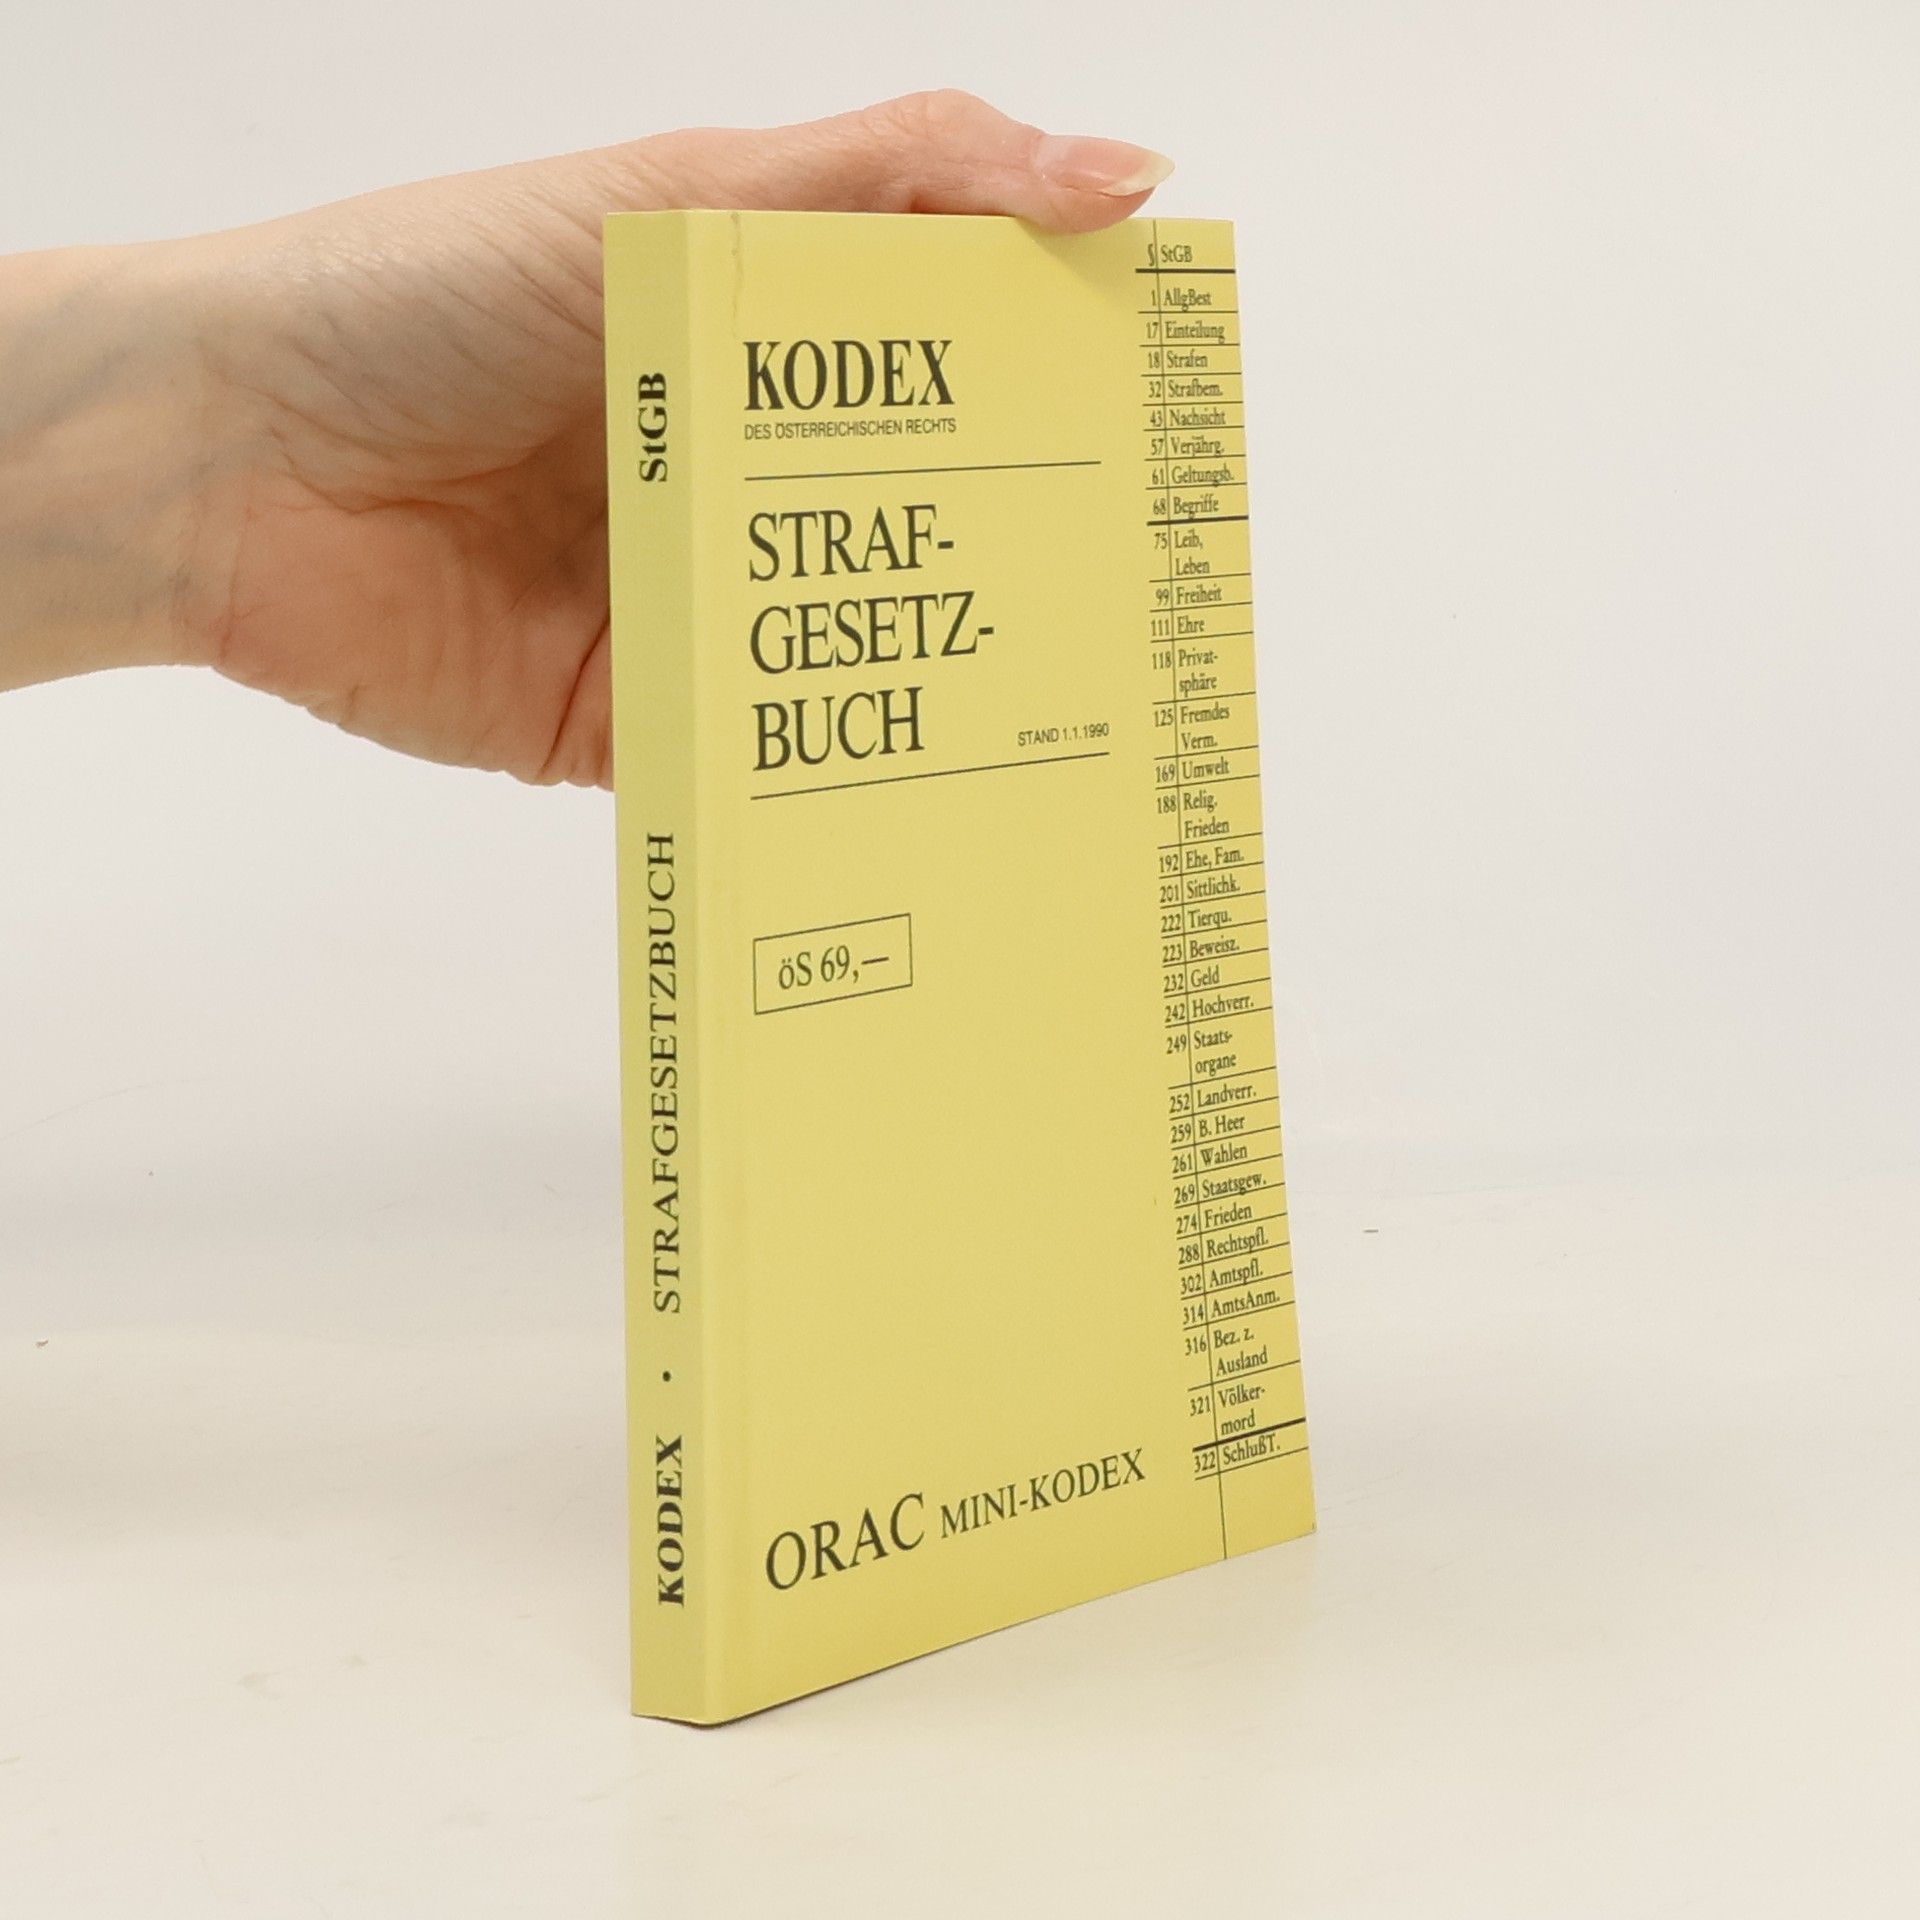 StGB
STRAFGESETZBUCH
KODEX •
KODEX
DES ÖSTERREICHISCHEN RECHTS
STRAF-
GESETZ-
BUCH
STAND 1.1.1990
öS 69,—
ORAC MINI-KODEX
§ StGB
1 AllgBest
17 Einteilung
18 Strafen
32 Strafbem.
43 Nachsicht
57 Verjährg.
61 Geltungsb.
68 Begriffe
75 Leib,
Leben
99 Freiheit
111 Ehre
118 Privat-
sphäre
125 Fremdes
Verm.
169 Umwelt
188 Relig.
Frieden
192 Ehe, Fam.
201 Sittlichk.
222 Tierqu.
223 Beweisz.
232 Geld
242 Hochverr.
249 Staats-
organe
252 Landverr.
259 B. Heer
261 Wahlen
269 Staatsgew.
274 Frieden
288 Rechtspfl.
302 Amtspfl.
314 AmtsAnm.
316 Bez. z.
Ausland
321 Völker-
mord
322 SchlußT.